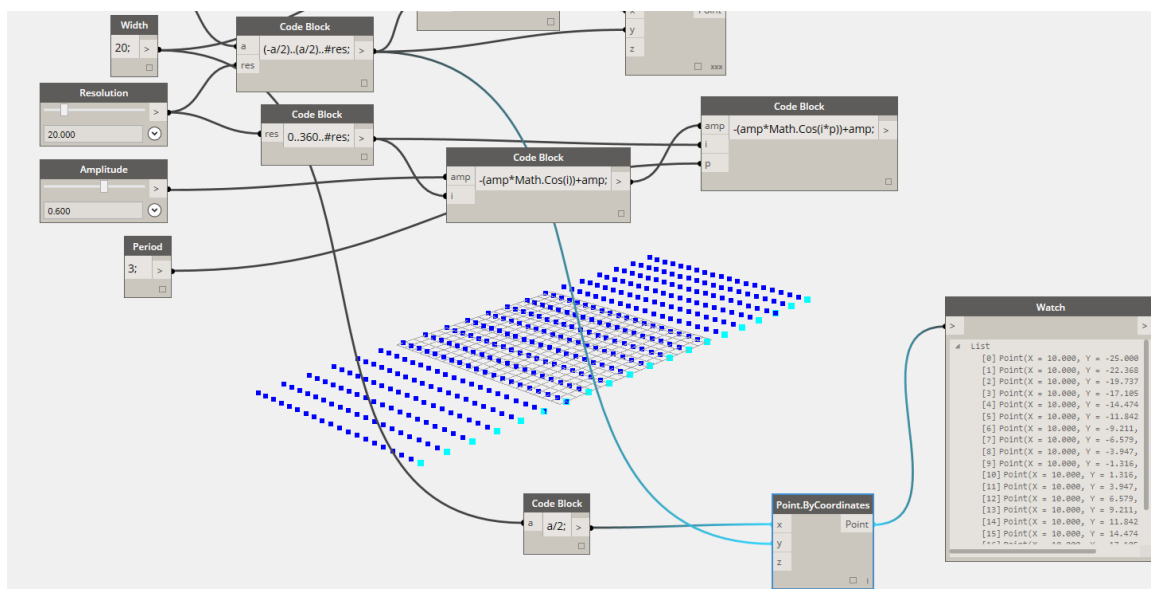 Width
20; >
Code Block
a (-a/2)..(a/2)..#res; >
res
x Point
y
z
xxx
Resolution
>
20.000
Code Block
res 0..360..#res; >
Code Block
amp -(amp*Math.Cos(i*p))+amp; >
i
p
Amplitude
>
0.600
Code Block
amp -(amp*Math.Cos(i))+amp; >
i
Period
3; >
Watch
> >
List
[0] Point(X = 10.000, Y = -25.000
[1] Point(X = 10.000, Y = -22.368
[2] Point(X = 10.000, Y = -19.737
[3] Point(X = 10.000, Y = -17.105
[4] Point(X = 10.000, Y = -14.474
[5] Point(X = 10.000, Y = -11.842
[6] Point(X = 10.000, Y = -9.211,
[7] Point(X = 10.000, Y = -6.579,
[8] Point(X = 10.000, Y = -3.947,
[9] Point(X = 10.000, Y = -1.316,
[10] Point(X = 10.000, Y = 1.316,
[11] Point(X = 10.000, Y = 3.947,
[12] Point(X = 10.000, Y = 6.579,
[13] Point(X = 10.000, Y = 9.211,
[14] Point(X = 10.000, Y = 11.842
[15] Point(X = 10.000, Y = 14.474
[16] Point(X = 10.000, Y = 17.105
Code Block
a a/2; >
Point.ByCoordinates
x Point
y
z